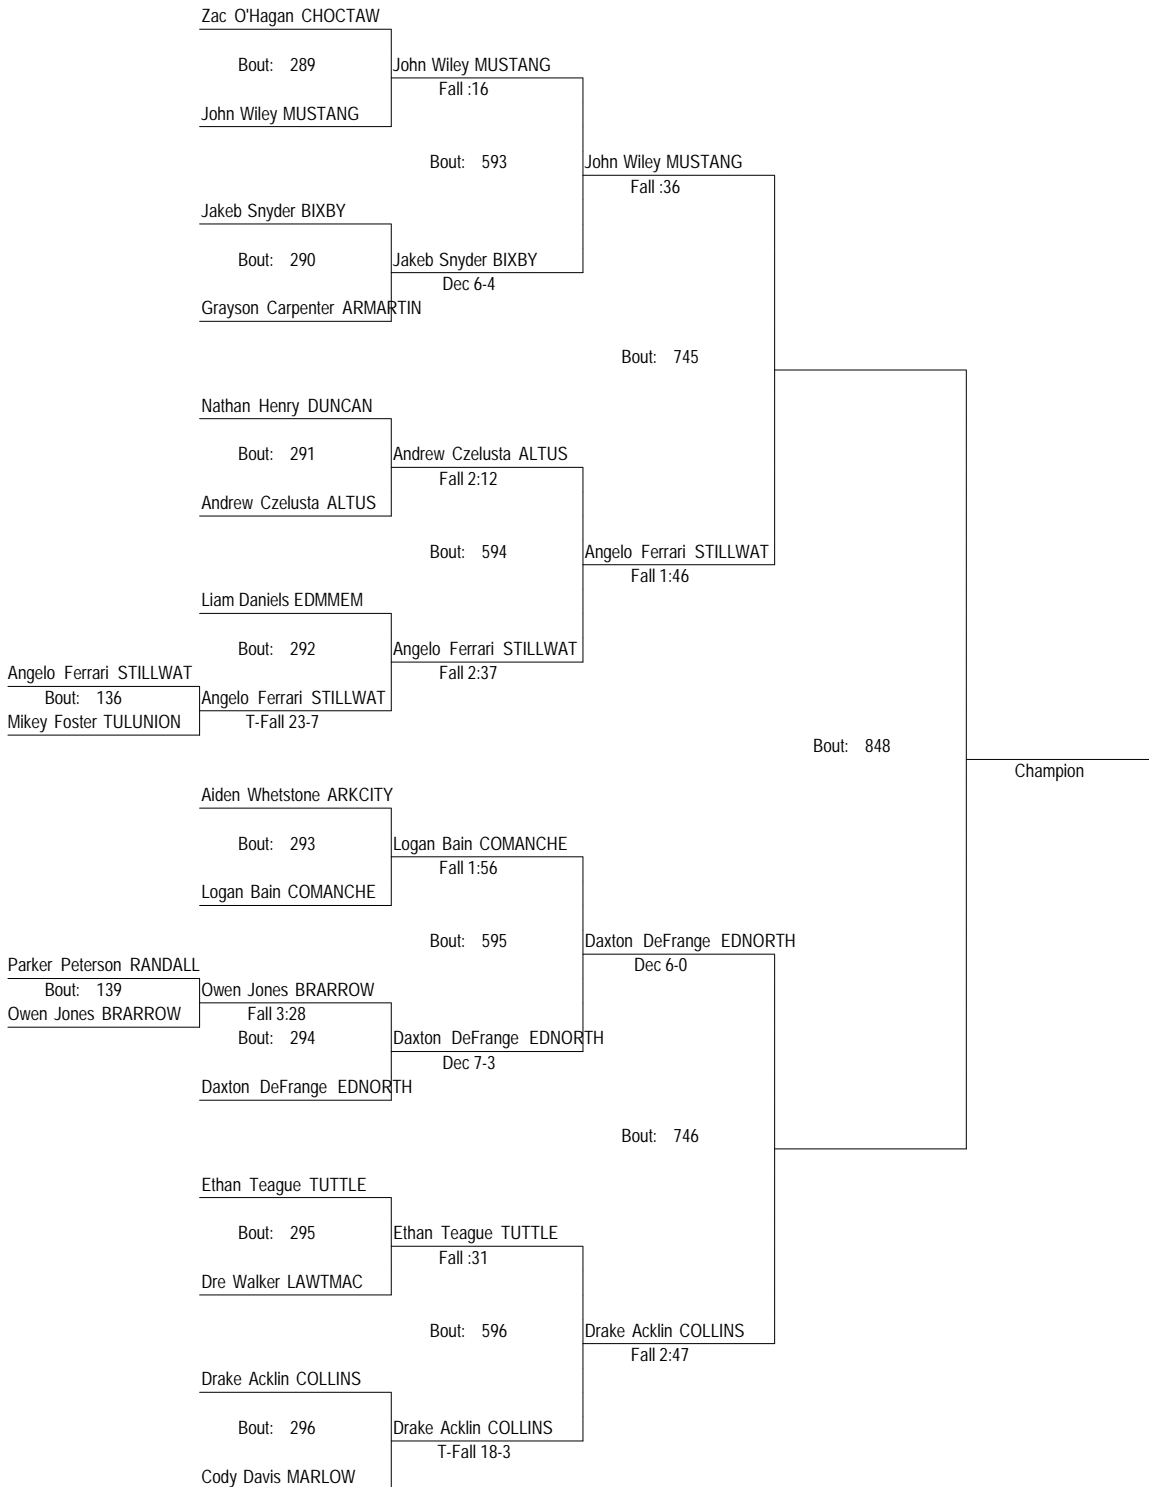 Zac O'Hagan CHOCTAW
Bout: 289
John Wiley MUSTANG
Fall :16
John Wiley MUSTANG
Bout: 593
John Wiley MUSTANG
Fall :36
Jakeb Snyder BIXBY
Bout: 290
Jakeb Snyder BIXBY
Dec 6-4
Grayson Carpenter ARMARTIN
Bout: 745
Nathan Henry DUNCAN
Bout: 291
Andrew Czelusta ALTUS
Fall 2:12
Andrew Czelusta ALTUS
Bout: 594
Angelo Ferrari STILLWAT
Fall 1:46
Liam Daniels EDMMEM
Bout: 292
Angelo Ferrari STILLWAT
Fall 2:37
Angelo Ferrari STILLWAT
Bout: 136
Angelo Ferrari STILLWAT
Mikey Foster TULUNION
T-Fall 23-7
Bout: 848
Champion
Aiden Whetstone ARKCITY
Bout: 293
Logan Bain COMANCHE
Fall 1:56
Logan Bain COMANCHE
Bout: 595
Daxton DeFrange EDNORTH
Dec 6-0
Parker Peterson RANDALL
Bout: 139
Owen Jones BRARROW
Owen Jones BRARROW
Fall 3:28
Bout: 294
Daxton DeFrange EDNORTH
Dec 7-3
Daxton DeFrange EDNORTH
Bout: 746
Ethan Teague TUTTLE
Bout: 295
Ethan Teague TUTTLE
Fall :31
Dre Walker LAWTMAC
Bout: 596
Drake Acklin COLLINS
Fall 2:47
Drake Acklin COLLINS
Bout: 296
Drake Acklin COLLINS
T-Fall 18-3
Cody Davis MARLOW